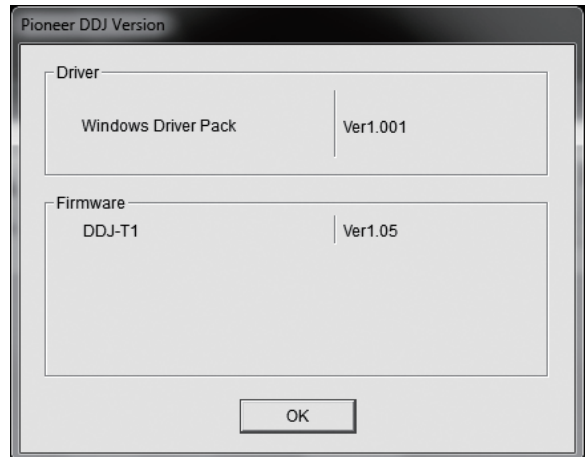 Pioneer DDJ Version
Driver
Windows Driver Pack Ver1.001
Firmware
DDJ-T1 Ver1.05
OK